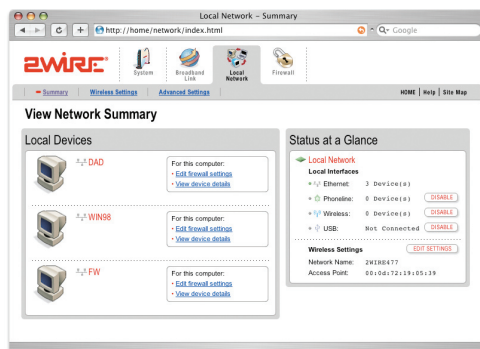 Local Network – Summary
http://home/network/index.html
Google
2WIRE
System
Broadband Link
Local Network
Firewall
Summary
Wireless Settings
Advanced Settings
HOME | Help | Site Map
View Network Summary
Local Devices
DAD
For this computer:
Edit firewall settings
View device details
WIN98
For this computer:
Edit firewall settings
View device details
FW
For this computer:
Edit firewall settings
View device details
Status at a Glance
Local Network
Local Interfaces
Ethernet: 3 Device(s)
Phoneline: 0 Device(s) DISABLE
Wireless: 0 Device(s) DISABLE
USB: Not Connected DISABLE
Wireless Settings EDIT SETTINGS
Network Name: 2WIRE477
Access Point: 00:0d:72:19:05:39